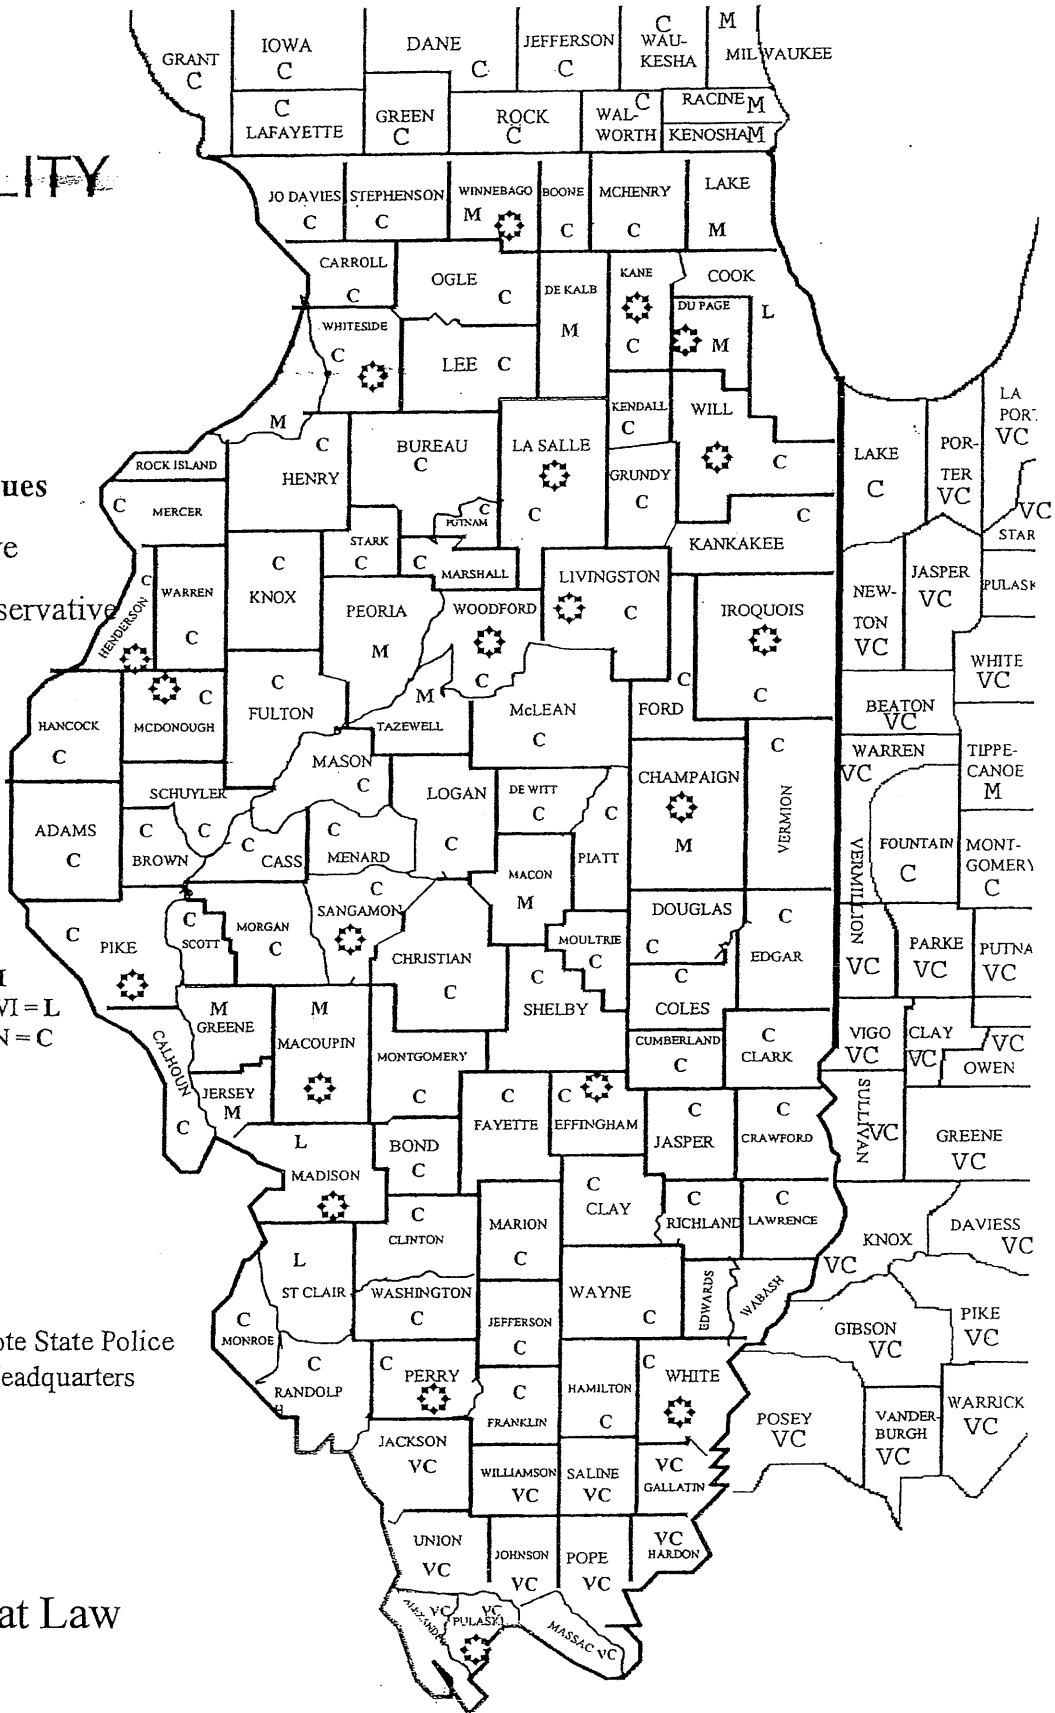 GRANT
C
IOWA
C
DANE
C
JEFFERSON
C
C
WAU-
KESHA
M
MILWAUKEE
C
LAFAYETTE
GREEN
C
ROCK
C
C
WAL-
WORTH
RACINE M
KENOSHA M
LITY
JO DAVIES
C
STEPHENSON
C
WINNEBAGO
M
BOONE
C
MCHENRY
C
LAKE
M
CARROLL
C
OGLE
C
DE KALB
M
KANE
C
COOK
L
DU PAGE
M
WHITESIDE
C
LEE C
KENDALL
C
WILL
C
LA
POR
VC
M
ROCK ISLAND
C
HENRY
BUREAU
C
LA SALLE
C
GRUNDY
C
LAKE
C
POR-
TER
VC
ues
C
MERCER
C
PUTNAM
C
KANKAKEE
VC
STAR
STARK
C
C
MARSHALL
ve
C
HENDERSON
WARREN
C
C
KNOX
PEORIA
M
WOODFORD
C
LIVINGSTON
C
IROQUOIS
C
NEW-
TON
VC
JASPER
VC
PULASK
servative
WHITE
VC
HANCOCK
C
C
MCDONOUGH
C
FULTON
M
TAZEWELL
McLEAN
C
C
FORD
BEATON
VC
MASON
C
LOGAN
C
DE WITT
C
C
PIATT
CHAMPAIGN
M
C
VERMION
WARREN
VC
TIPPE-
CANOE
M
SCHUYLER
C
ADAMS
C
C
BROWN
C
CASS
C
MENARD
MACON
M
VERMILLION
VC
FOUNTAIN
C
MONT-
GOMERY
C
C
PIKE
C
SCOTT
MORGAN
C
C
SANGAMON
CHRISTIAN
C
MOULTRIE
C
DOUGLAS
C
C
EDGAR
PARKE
VC
PUTNA
VC
I
VI = L
N = C
C
SHELBY
C
COLES
M
GREENE
M
MACOUPIN
MONTGOMERY
C
CUMBERLAND
C
C
CLARK
VIGO
VC
CLAY
VC
VC
OWEN
CALHOUN
C
JERSEY
M
C
FAYETTE
C
EFFINGHAM
C
JASPER
C
CRAWFORD
SULLIVAN
VC
GREENE
VC
L
MADISON
BOND
C
C
CLINTON
MARION
C
C
CLAY
C
RICHLAND
C
LAWRENCE
KNOX
VC
DAVIESS
VC
L
ST CLAIR
C
MONROE
WASHINGTON
C
JEFFERSON
C
WAYNE
C
EDWARDS
WABASH
GIBSON
VC
PIKE
VC
ote State Police
eadquarters
C
RANDOLP
H
C
PERRY
C
FRANKLIN
HAMILTON
C
C
WHITE
POSEY
VC
VANDER-
BURGH
VC
WARRICK
VC
JACKSON
VC
WILLIAMSON
VC
SALINE
VC
VC
GALLATIN
UNION
VC
JOHNSON
VC
POPE
VC
VC
HARDON
at Law
ALEXANDER
VC
VC
PULASKI
MASSAC VC